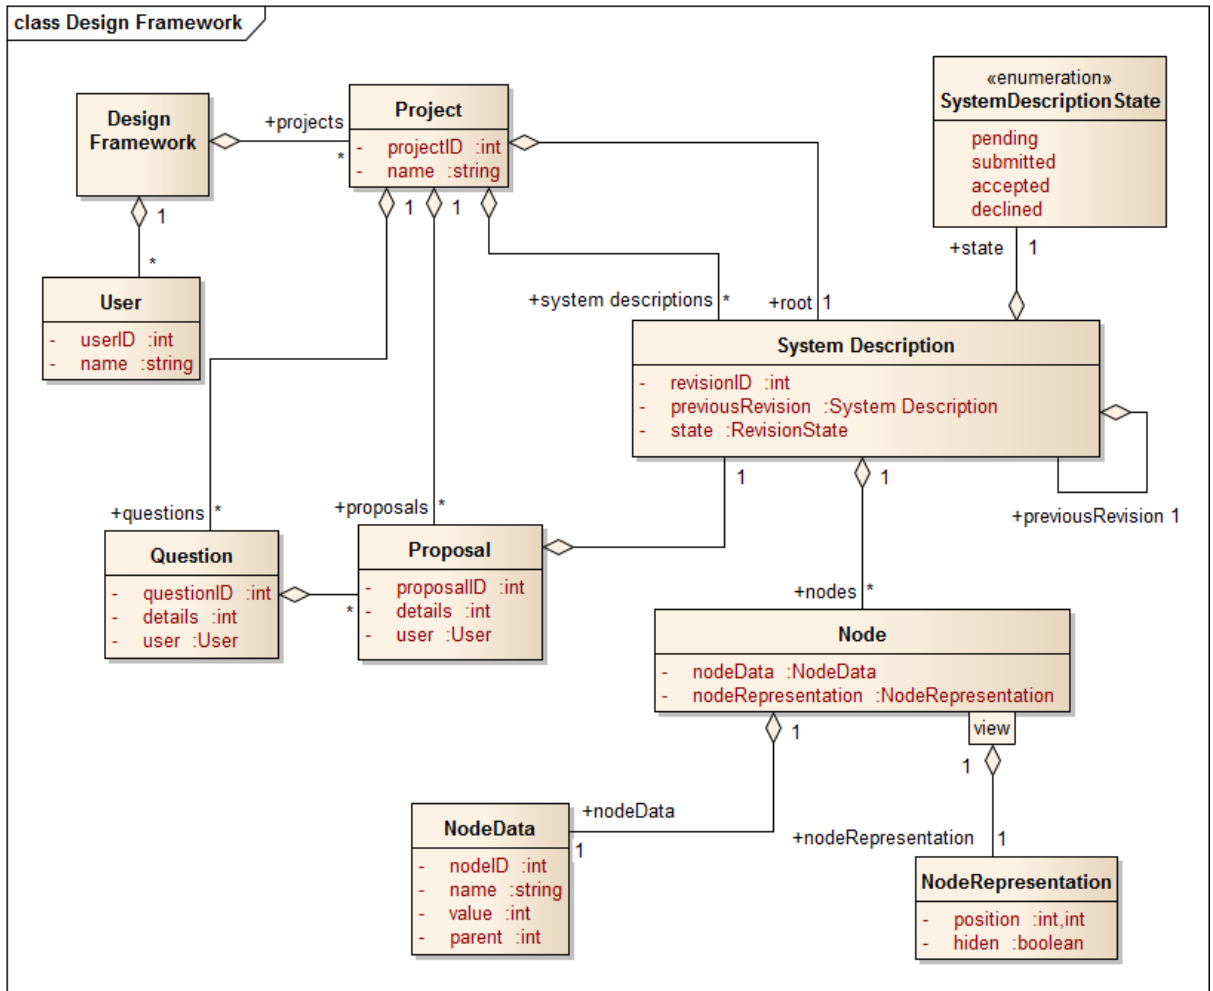 class Design Framework
«enumeration»
SystemDescriptionState
pending
submitted
accepted
declined
Design
Framework
+projects
*
Project
- projectID :int
- name :string
1
*
1
1
+state
1
User
- userID :int
- name :string
+system descriptions
*
+root
1
System Description
- revisionID :int
- previousRevision :System Description
- state :RevisionState
1
1
+previousRevision 1
+questions
*
+proposals
*
Question
- questionID :int
- details :int
- user :User
*
Proposal
- proposalID :int
- details :int
- user :User
+nodes
*
Node
- nodeData :NodeData
- nodeRepresentation :NodeRepresentation
view
1
1
+nodeData
1
+nodeRepresentation
1
NodeData
- nodeID :int
- name :string
- value :int
- parent :int
NodeRepresentation
- position :int,int
- hiden :boolean